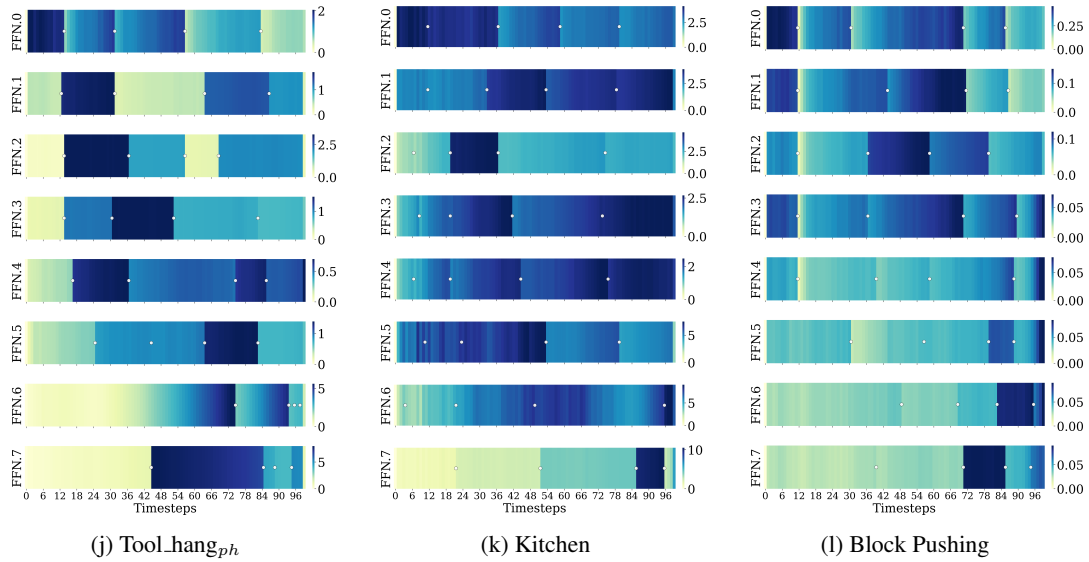 FFN.0 2 0
FFN.1 1 0
FFN.2 2.5 0.0
FFN.3 1 0
FFN.4 0.5 0.0
FFN.5 1 0
FFN.6 5 0
FFN.7 5 0
0 6 12 18 24 30 36 42 48 54 60 66 72 78 84 90 96
Timesteps
(j) Tool_hang_ph
FFN.0 2.5 0.0
FFN.1 2.5 0.0
FFN.2 2.5
FFN.3 2.5 0.0
FFN.4 2 0
FFN.5 5 0
FFN.6 5 0
FFN.7 10 0
0 6 12 18 24 30 36 42 48 54 60 66 72 78 84 90 96
Timesteps
(k) Kitchen
FFN.0 0.25 0.00
FFN.1 0.1 0.0
FFN.2 0.1 0.0
FFN.3 0.05 0.00
FFN.4 0.05 0.00
FFN.5 0.05 0.00
FFN.6 0.05 0.00
FFN.7 0.05 0.00
0 6 12 18 24 30 36 42 48 54 60 66 72 78 84 90 96
Timesteps
(l) Block Pushing